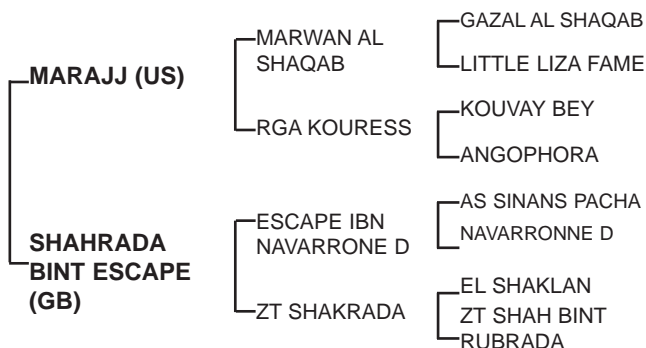 MARAJJ (US)
SHAHRADA
BINT ESCAPE
(GB)
MARWAN AL
SHAQAB
RGA KOURESS
ESCAPE IBN
NAVARRONE D
ZT SHAKRADA
GAZAL AL SHAQAB
LITTLE LIZA FAME
KOUVAY BEY
ANGOPHORA
AS SINANS PACHA
NAVARRONNE D
EL SHAKLAN
ZT SHAH BINT
RUBRADA